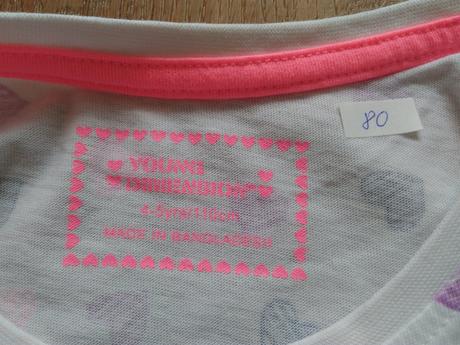 80
YOUNG
DIMENSION
4-5yrs/110cm
MADE IN BANGLADESH